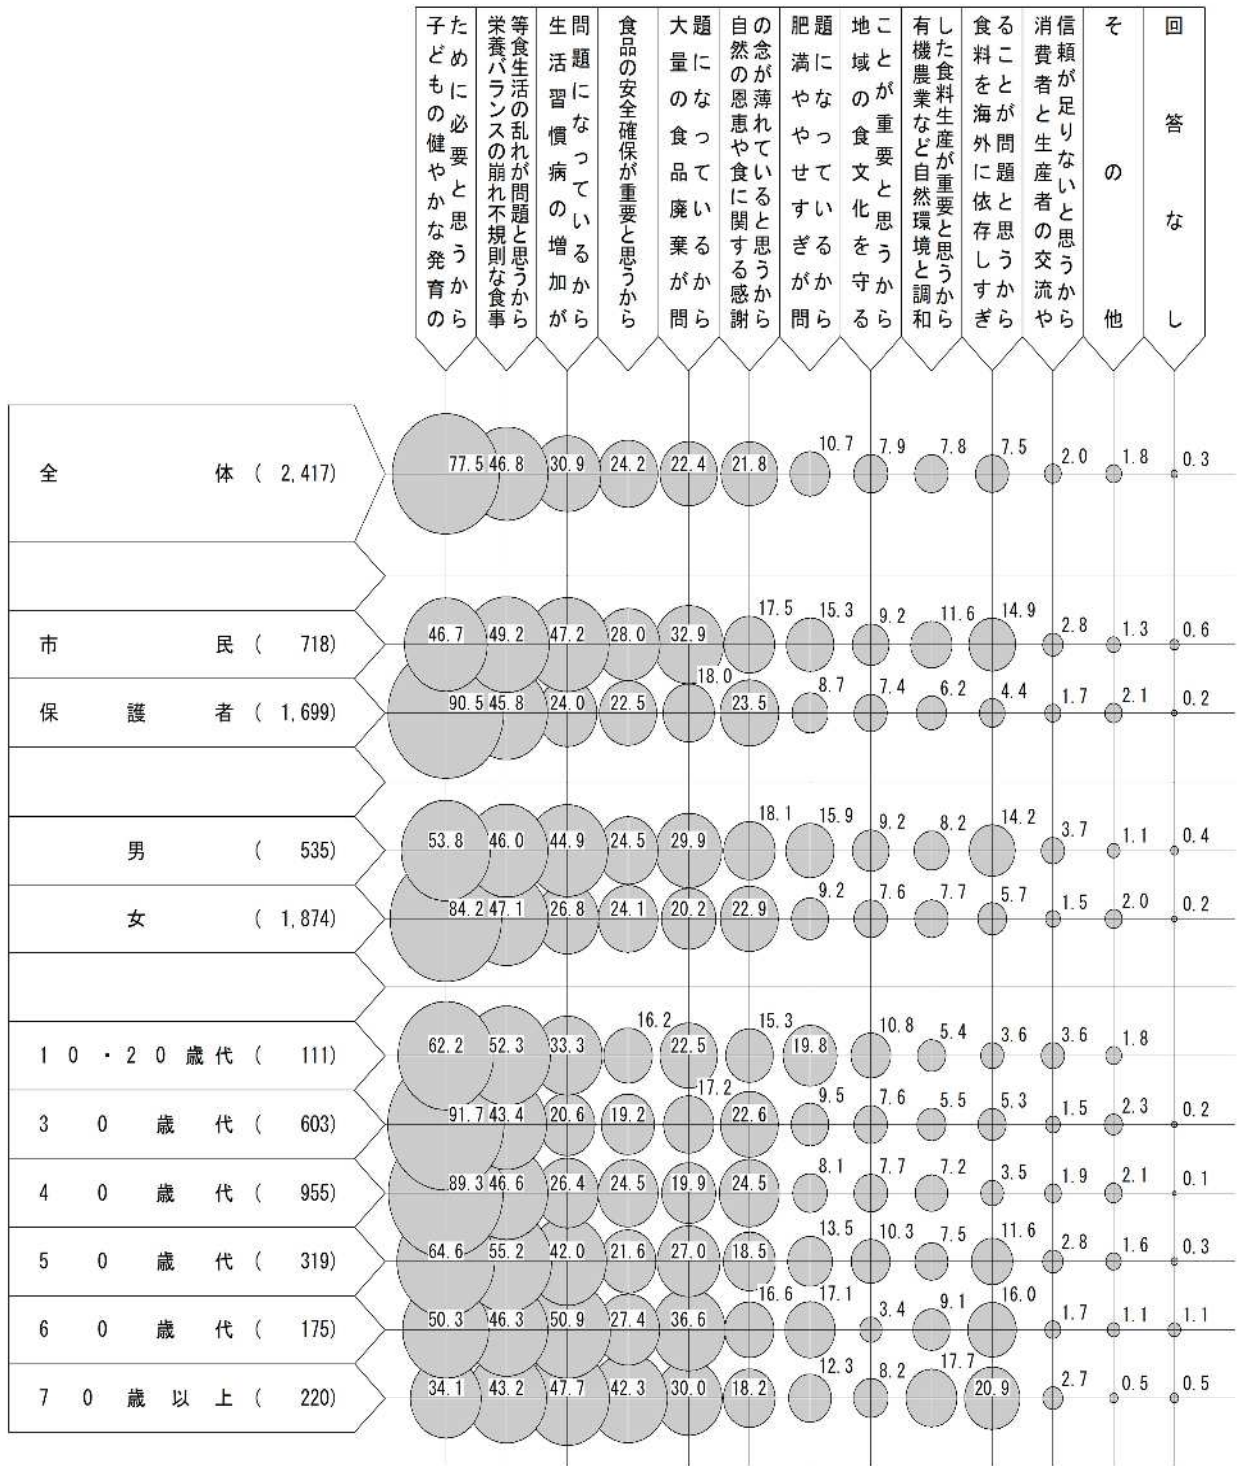 子どもの健やかな発育の
ために必要と思うから
栄養バランスの崩れ不規則な食事
等食生活の乱れが問題と思うから
生活習慣病の増加が
問題になっているから
食品の安全確保が重要と思うから
大量の食品廃棄が問
題になっているから
自然の恩恵や食に関する感謝
の念が薄れていると思うから
肥満ややせすぎが問
題になっているから
地域の食文化を守る
ことが重要と思うから
有機農業など自然環境と調和
した食料生産が重要と思うから
食料を海外に依存しすぎ
ることが問題と思うから
消費者と生産者の交流や
信頼が足りないと思うから
その他
回答なし
全体 ( 2,417) 77.5 46.8 30.9 24.2 22.4 21.8 10.7 7.9 7.8 7.5 2.0 1.8 0.3
市民 ( 718) 46.7 49.2 47.2 28.0 32.9 17.5 15.3 9.2 11.6 14.9 2.8 1.3 0.6
保護者 ( 1,699) 90.5 45.8 24.0 22.5 18.0 23.5 8.7 7.4 6.2 4.4 1.7 2.1 0.2
男 ( 535) 53.8 46.0 44.9 24.5 29.9 18.1 15.9 9.2 8.2 14.2 3.7 1.1 0.4
女 ( 1,874) 84.2 47.1 26.8 24.1 20.2 22.9 9.2 7.6 7.7 5.7 1.5 2.0 0.2
10・20歳代 ( 111) 62.2 52.3 33.3 16.2 22.5 15.3 19.8 10.8 5.4 3.6 3.6 1.8
30歳代 ( 603) 91.7 43.4 20.6 19.2 17.2 22.6 9.5 7.6 5.5 5.3 1.5 2.3 0.2
40歳代 ( 955) 89.3 46.6 26.4 24.5 19.9 24.5 8.1 7.7 7.2 3.5 1.9 2.1 0.1
50歳代 ( 319) 64.6 55.2 42.0 21.6 27.0 18.5 13.5 10.3 7.5 11.6 2.8 1.6 0.3
60歳代 ( 175) 50.3 46.3 50.9 27.4 36.6 16.6 17.1 3.4 9.1 16.0 1.7 1.1 1.1
70歳以上 ( 220) 34.1 43.2 47.7 42.3 30.0 18.2 12.3 8.2 17.7 20.9 2.7 0.5 0.5